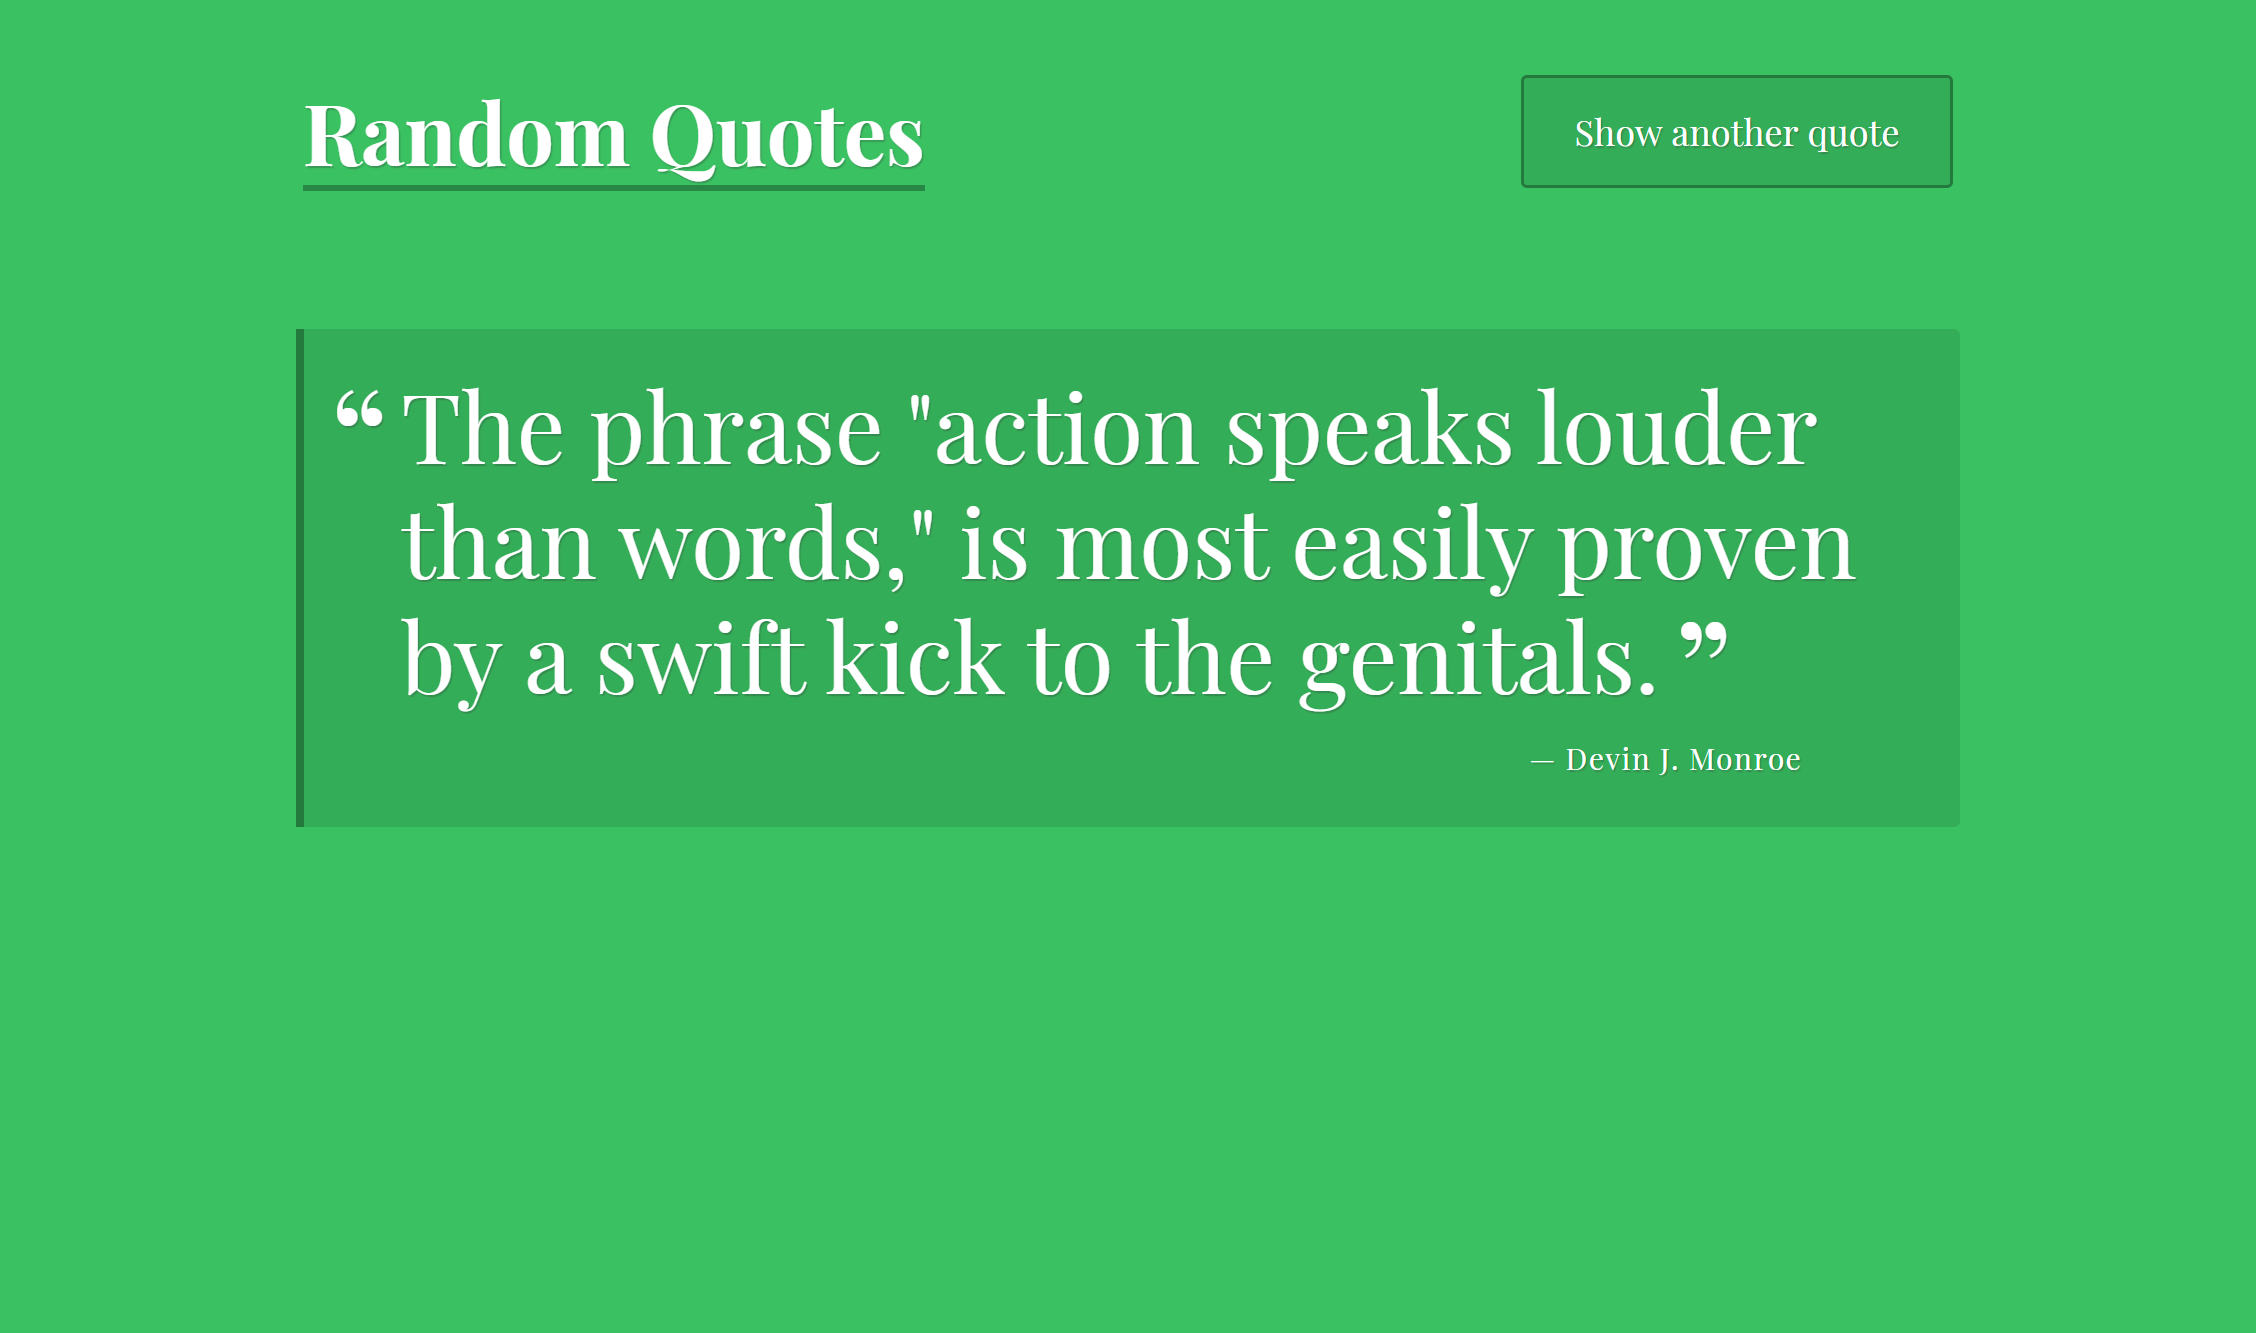 Random Quotes
Show another quote
“ The phrase "action speaks louder
than words," is most easily proven
by a swift kick to the genitals. ”
— Devin J. Monroe